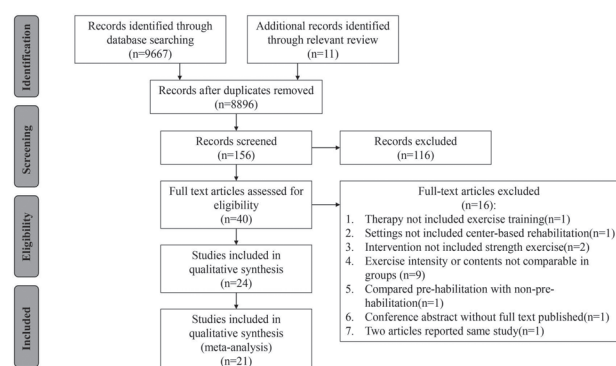 Identification
Records identified through
database searching
(n=9667)
Additional records identified
through relevant review
(n=11)
Records after duplicates removed
(n=8896)
Screening
Records screened
(n=156)
Records excluded
(n=116)
Eligibility
Full text articles assessed for
eligibility
(n=40)
Full-text articles excluded
(n=16):
1. Therapy not included exercise training(n=1)
2. Settings not included center-based rehabilitation(n=1)
3. Intervention not included strength exercise(n=2)
4. Exercise intensity or contents not comparable in
groups (n=9)
5. Compared pre-habilitation with non-pre-
habilitation(n=1)
6. Conference abstract without full text published(n=1)
7. Two articles reported same study(n=1)
Studies included in
qualitative synthesis
(n=24)
Included
Studies included in
qualitative synthesis
(meta-analysis)
(n=21)